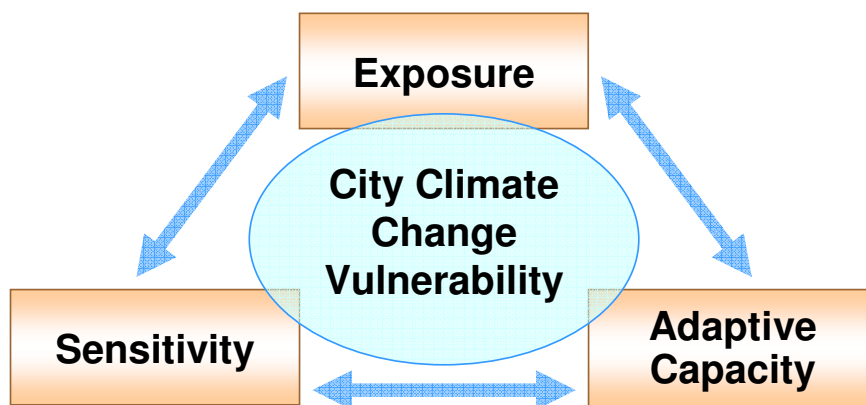 Exposure
City Climate
Change
Vulnerability
Sensitivity
Adaptive
Capacity